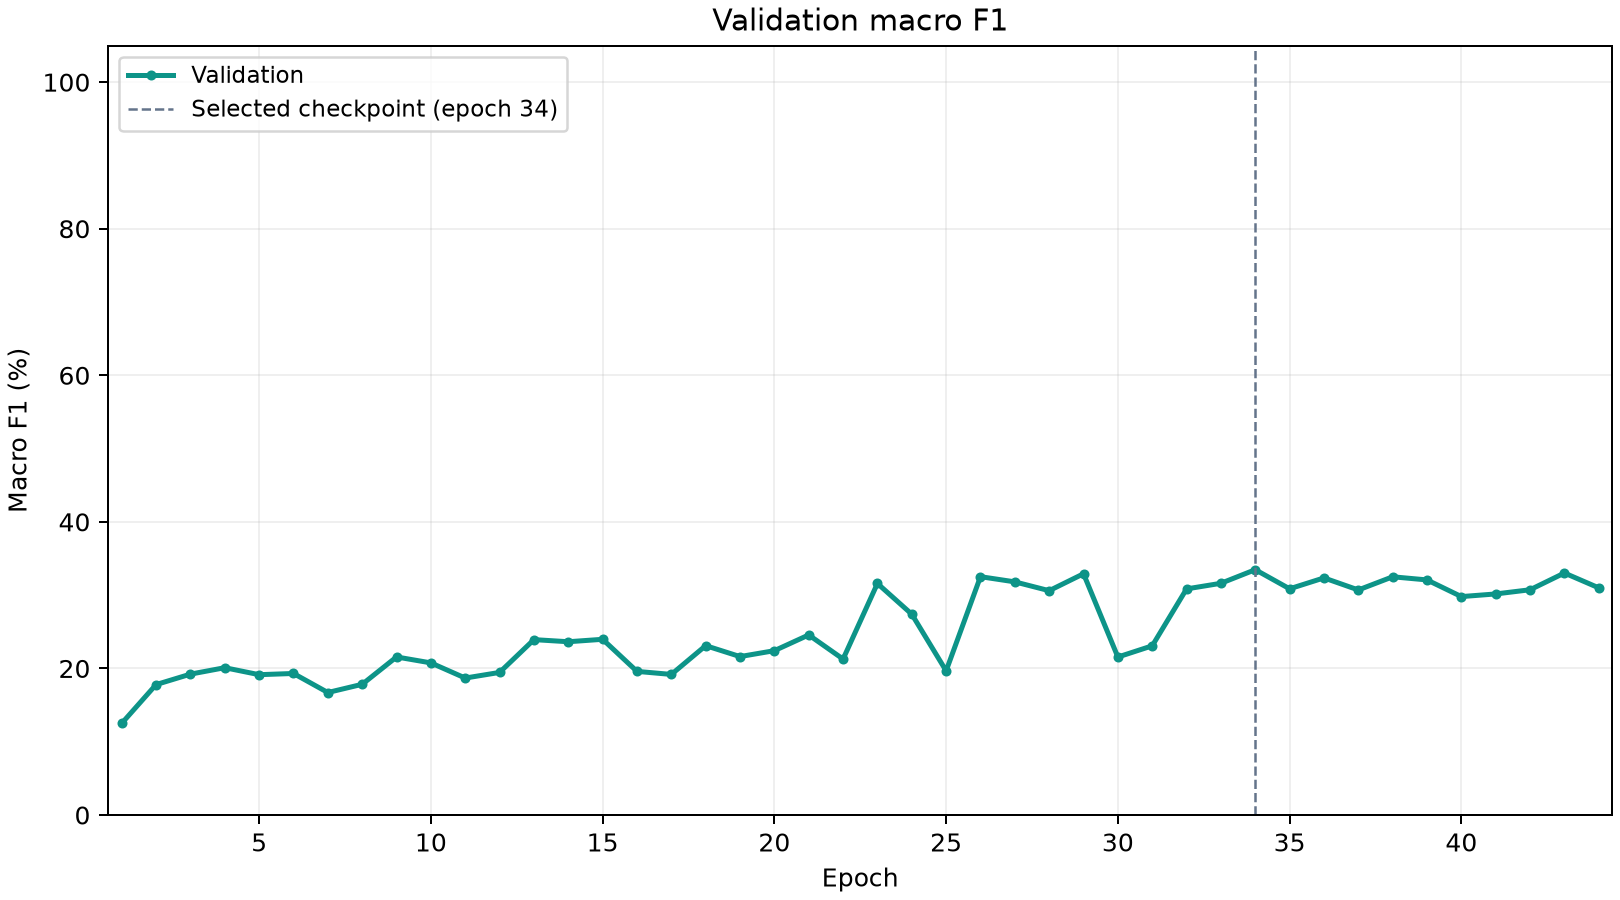 Validation macro F1
Validation
Selected checkpoint (epoch 34)
Macro F1 (%)
100
80
60
40
20
0
5 10 15 20 25 30 35 40
Epoch